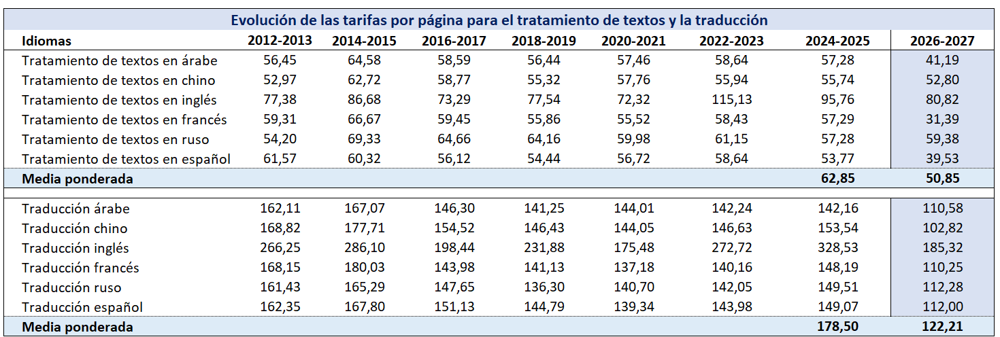 Evolución de las tarifas por página para el tratamiento de textos y la traducción
Idiomas 2012-2013 2014-2015 2016-2017 2018-2019 2020-2021 2022-2023 2024-2025 2026-2027
Tratamiento de textos en árabe 56,45 64,58 58,59 56,44 57,46 58,64 57,28 41,19
Tratamiento de textos en chino 52,97 62,72 58,77 55,32 57,76 55,94 55,74 52,80
Tratamiento de textos en inglés 77,38 86,68 73,29 77,54 72,32 115,13 95,76 80,82
Tratamiento de textos en francés 59,31 66,67 59,45 55,86 55,52 58,43 57,29 31,39
Tratamiento de textos en ruso 54,20 69,33 64,66 64,16 59,98 61,15 57,28 59,38
Tratamiento de textos en español 61,57 60,32 56,12 54,44 56,72 58,64 53,77 39,53
Media ponderada 62,85 50,85
Traducción árabe 162,11 167,07 146,30 141,25 144,01 142,24 142,16 110,58
Traducción chino 168,82 177,71 154,52 146,43 144,05 146,63 153,54 102,82
Traducción inglés 266,25 286,10 198,44 231,88 175,48 272,72 328,53 185,32
Traducción francés 168,15 180,03 143,98 141,13 137,18 140,16 148,19 110,25
Traducción ruso 161,43 165,29 147,65 136,30 140,70 142,05 149,51 112,28
Traducción español 162,35 167,80 151,13 144,79 139,34 143,98 149,07 112,00
Media ponderada 178,50 122,21